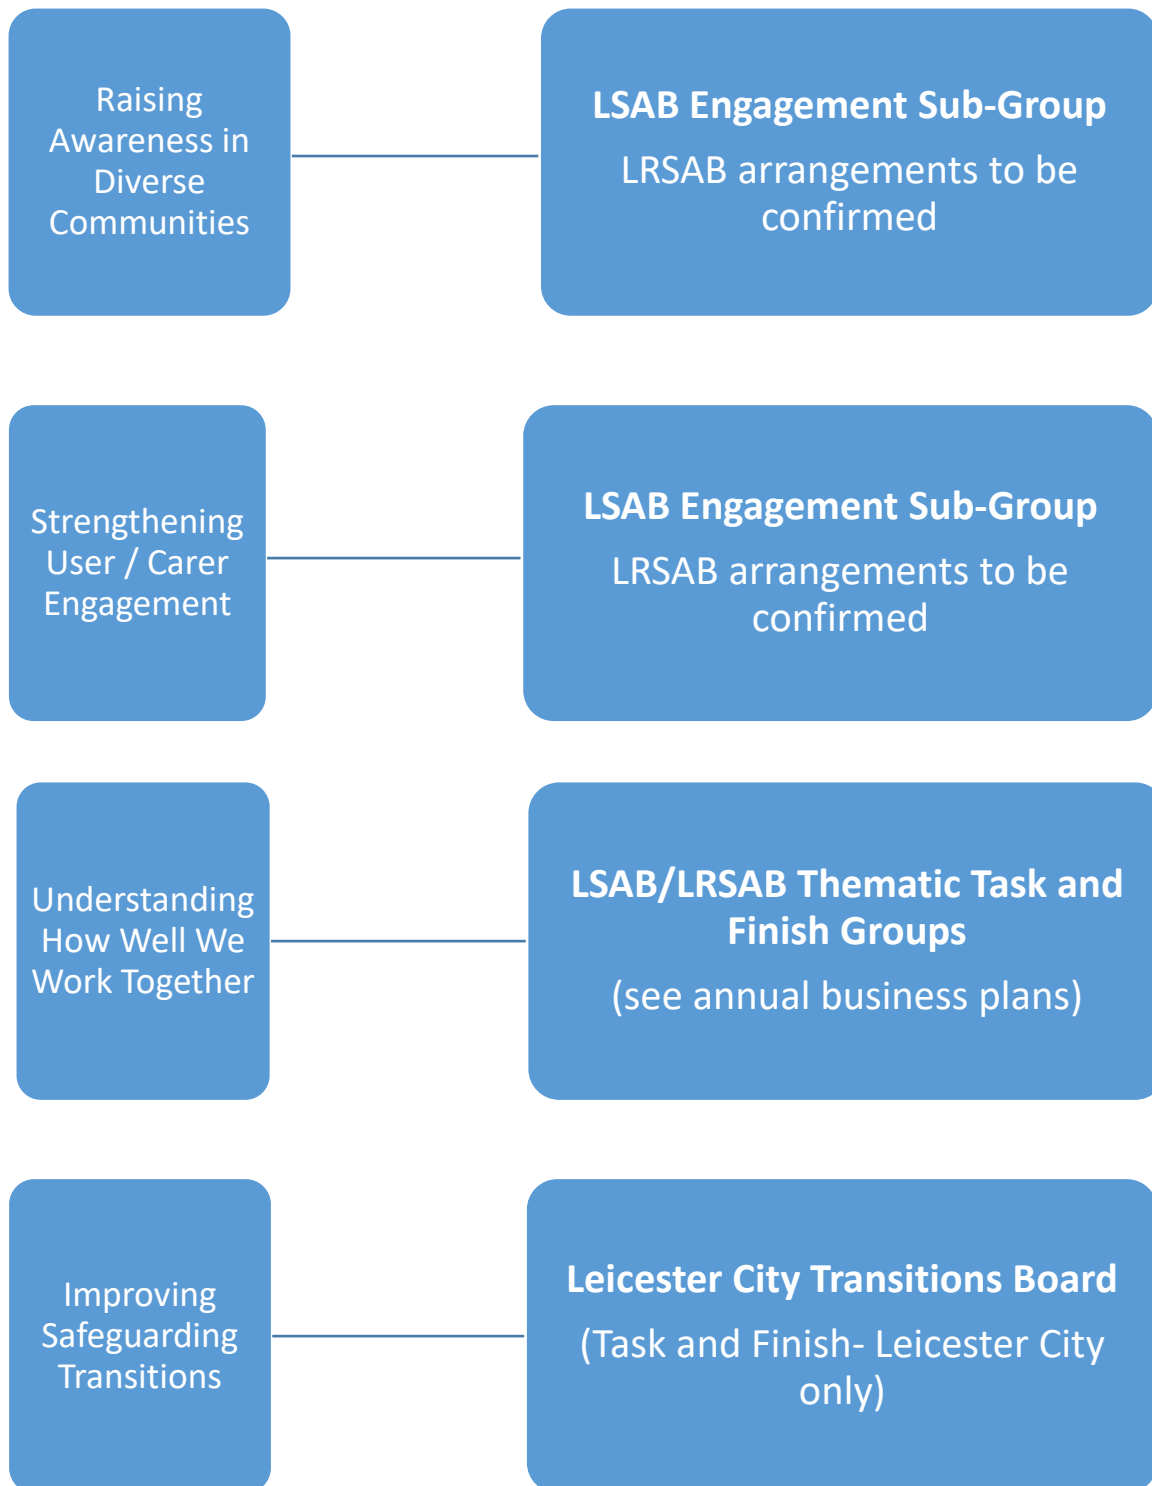 Raising
Awareness in
Diverse
Communities
LSAB Engagement Sub-Group
LRSAB arrangements to be
confirmed
Strengthening
User / Carer
Engagement
LSAB Engagement Sub-Group
LRSAB arrangements to be
confirmed
Understanding
How Well We
Work Together
LSAB/LRSAB Thematic Task and
Finish Groups
(see annual business plans)
Improving
Safeguarding
Transitions
Leicester City Transitions Board
(Task and Finish- Leicester City
only)